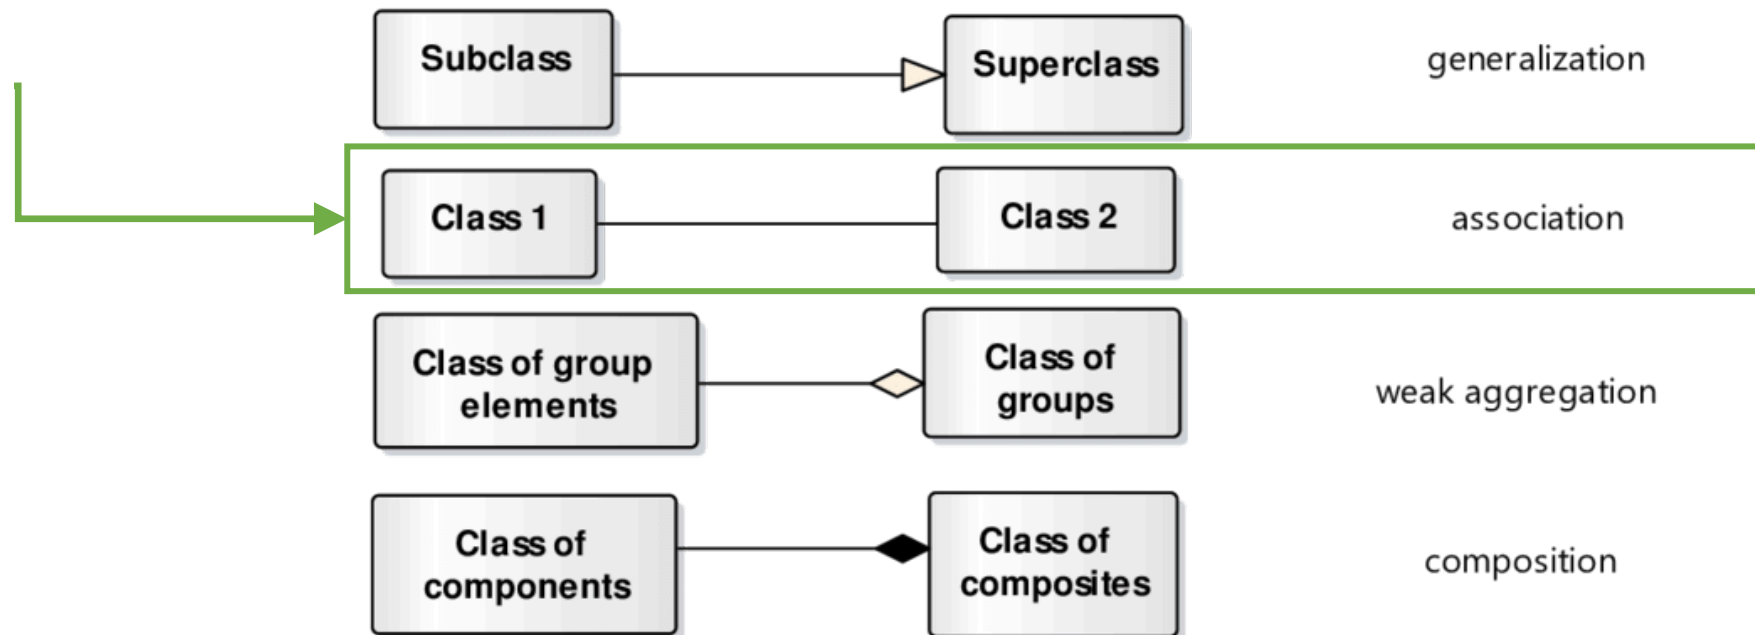 Subclass
Superclass
generalization
Class 1
Class 2
association
Class of group
elements
Class of
groups
weak aggregation
Class of
components
Class of
composites
composition